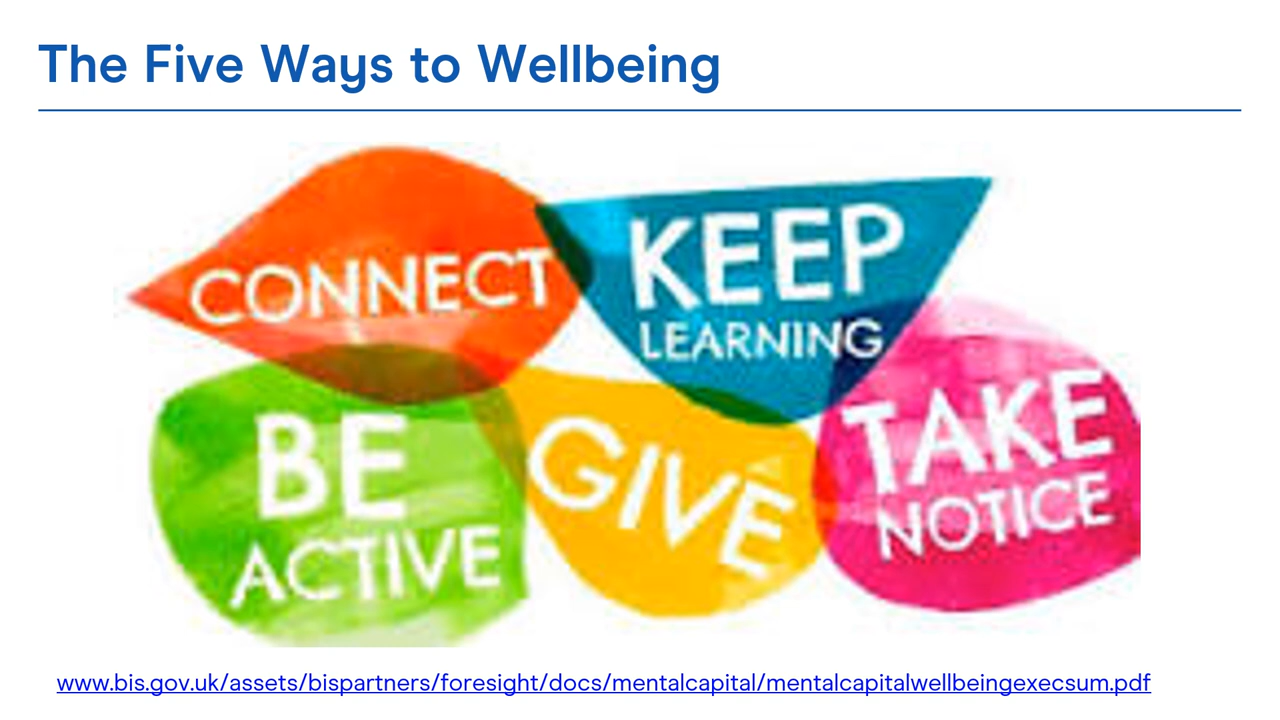 The Five Ways to Wellbeing
CONNECT
KEEP
LEARNING
BE
ACTIVE
GIVE
TAKE
NOTICE
www.bis.gov.uk/assets/bispartners/foresight/docs/mentalcapital/mentalcapitalwellbeingexecsum.pdf